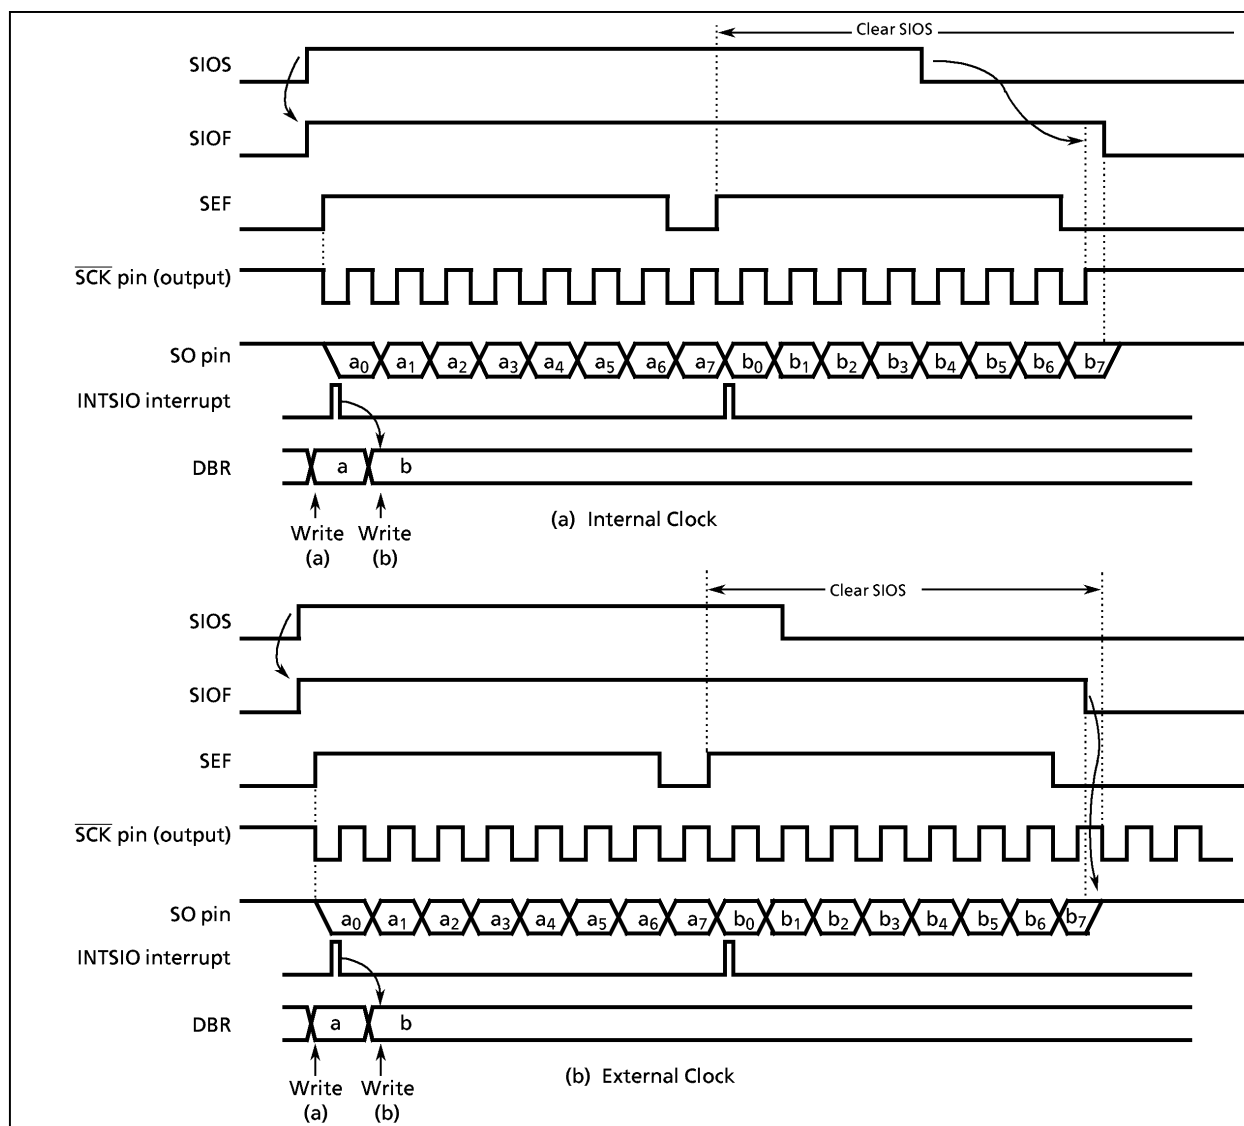 Clear SIOS
SIOS
SIOF
SEF
SCK pin (output)
SO pin a0 a1 a2 a3 a4 a5 a6 a7 b0 b1 b2 b3 b4 b5 b6 b7
INTSIO interrupt
DBR a b
Write Write
(a) (b)
(a) Internal Clock
Clear SIOS
SIOS
SIOF
SEF
SCK pin (output)
SO pin a0 a1 a2 a3 a4 a5 a6 a7 b0 b1 b2 b3 b4 b5 b6 b7
INTSIO interrupt
DBR a b
Write Write
(a) (b)
(b) External Clock